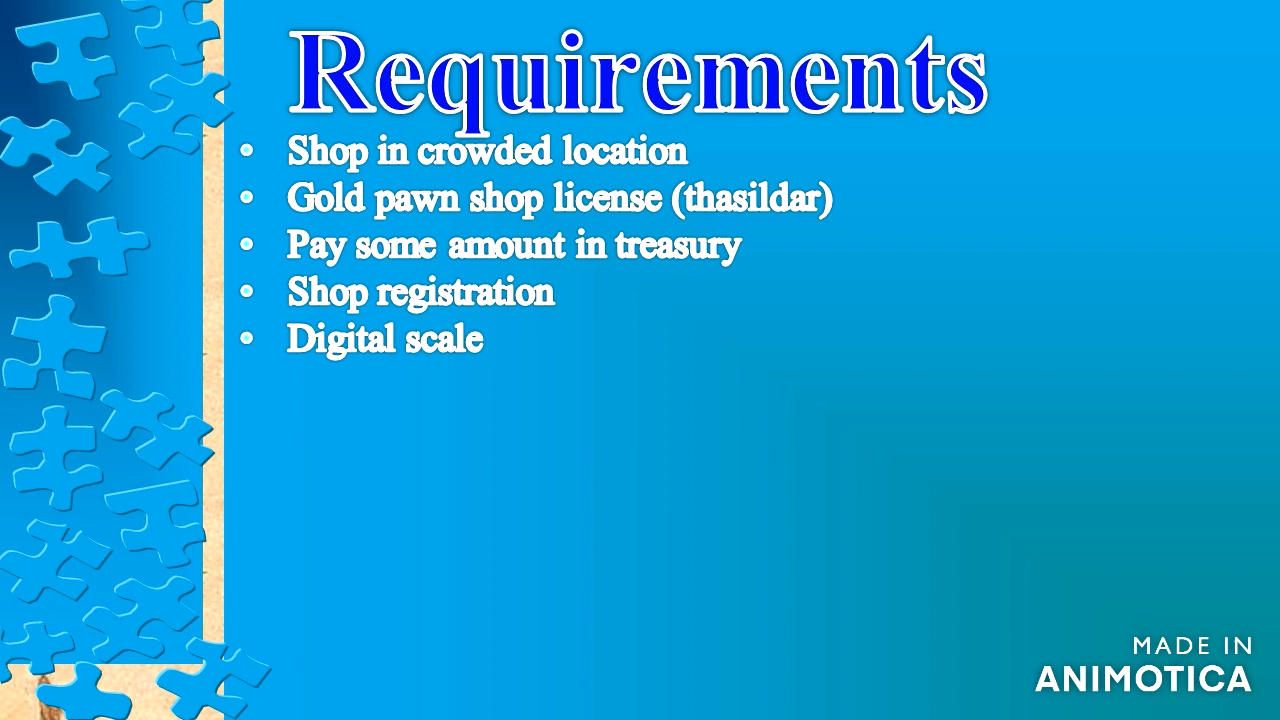 Requirements
• Shop in crowded location
• Gold pawn shop license (thasildar)
• Pay some amount in treasury
• Shop registration
• Digital scale
MADE IN
ANIMOTICA